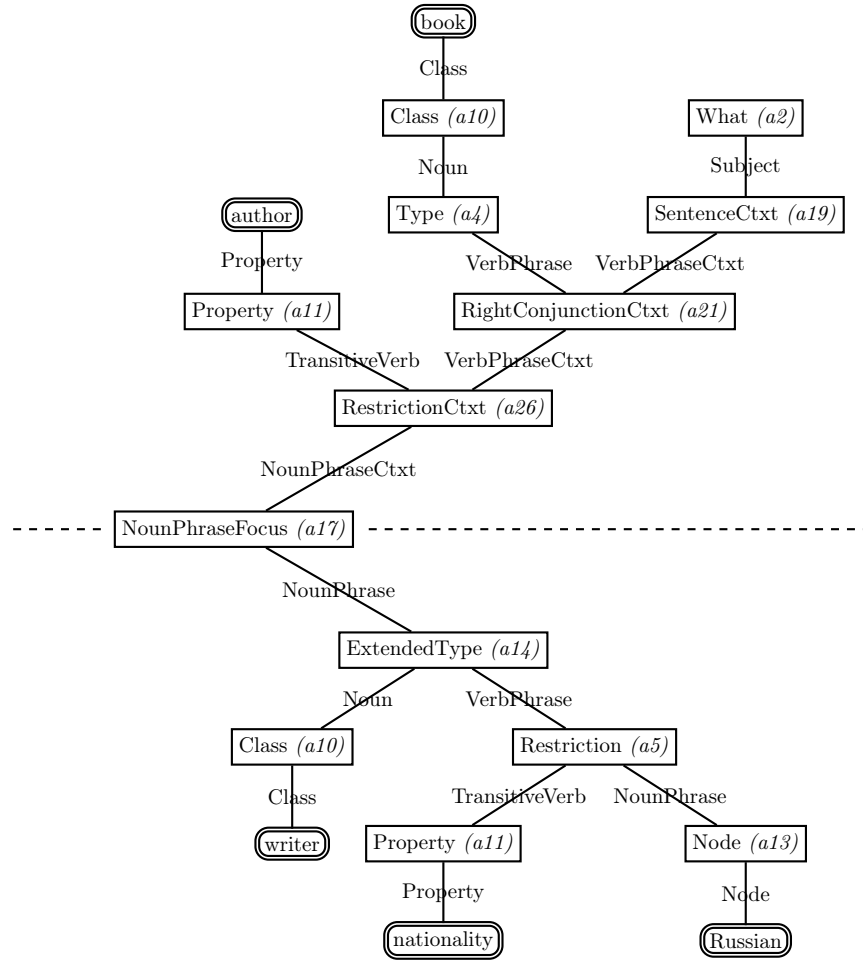 book
Class
Class (a10)
What (a2)
Noun
Subject
author
Type (a4)
SentenceCtxt (a19)
Property
VerbPhrase
VerbPhraseCtxt
Property (a11)
RightConjunctionCtxt (a21)
TransitiveVerb
VerbPhraseCtxt
RestrictionCtxt (a26)
NounPhraseCtxt
NounPhraseFocus (a17)
NounPhrase
ExtendedType (a14)
Noun
VerbPhrase
Class (a10)
Restriction (a5)
Class
TransitiveVerb
NounPhrase
writer
Property (a11)
Node (a13)
Property
Node
nationality
Russian